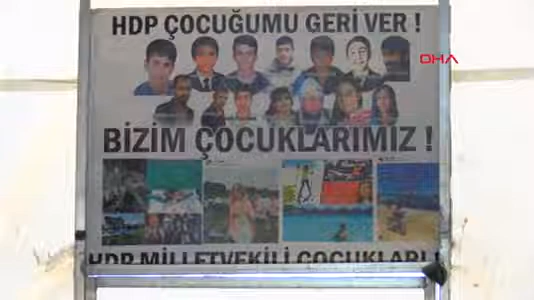 HDP ÇOCUĞUMU GERİ VER !
DHA
BİZİM ÇOCUKLARIMIZ !
HDP MİLLETVEKİLİ ÇOCUKLARI !